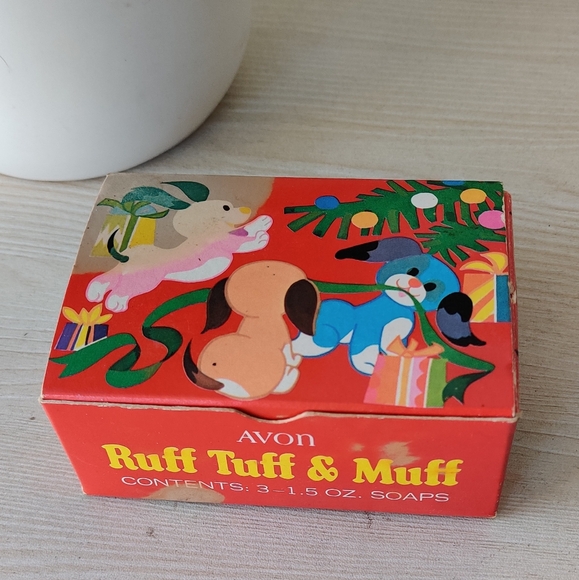 AVON
Ruff Tuff & Muff
CONTENTS: 3-1.5 OZ. SOAPS